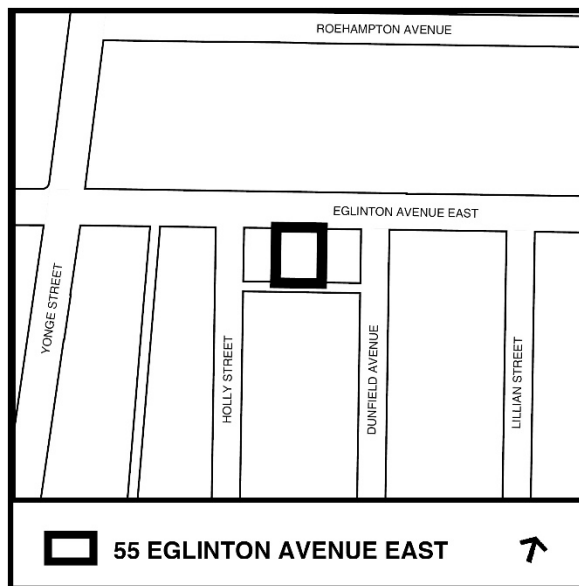 ROEHAMPTON AVENUE
EGLINTON AVENUE EAST
YONGE STREET
HOLLY STREET
DUNFIELD AVENUE
LILLIAN STREET
55 EGLINTON AVENUE EAST